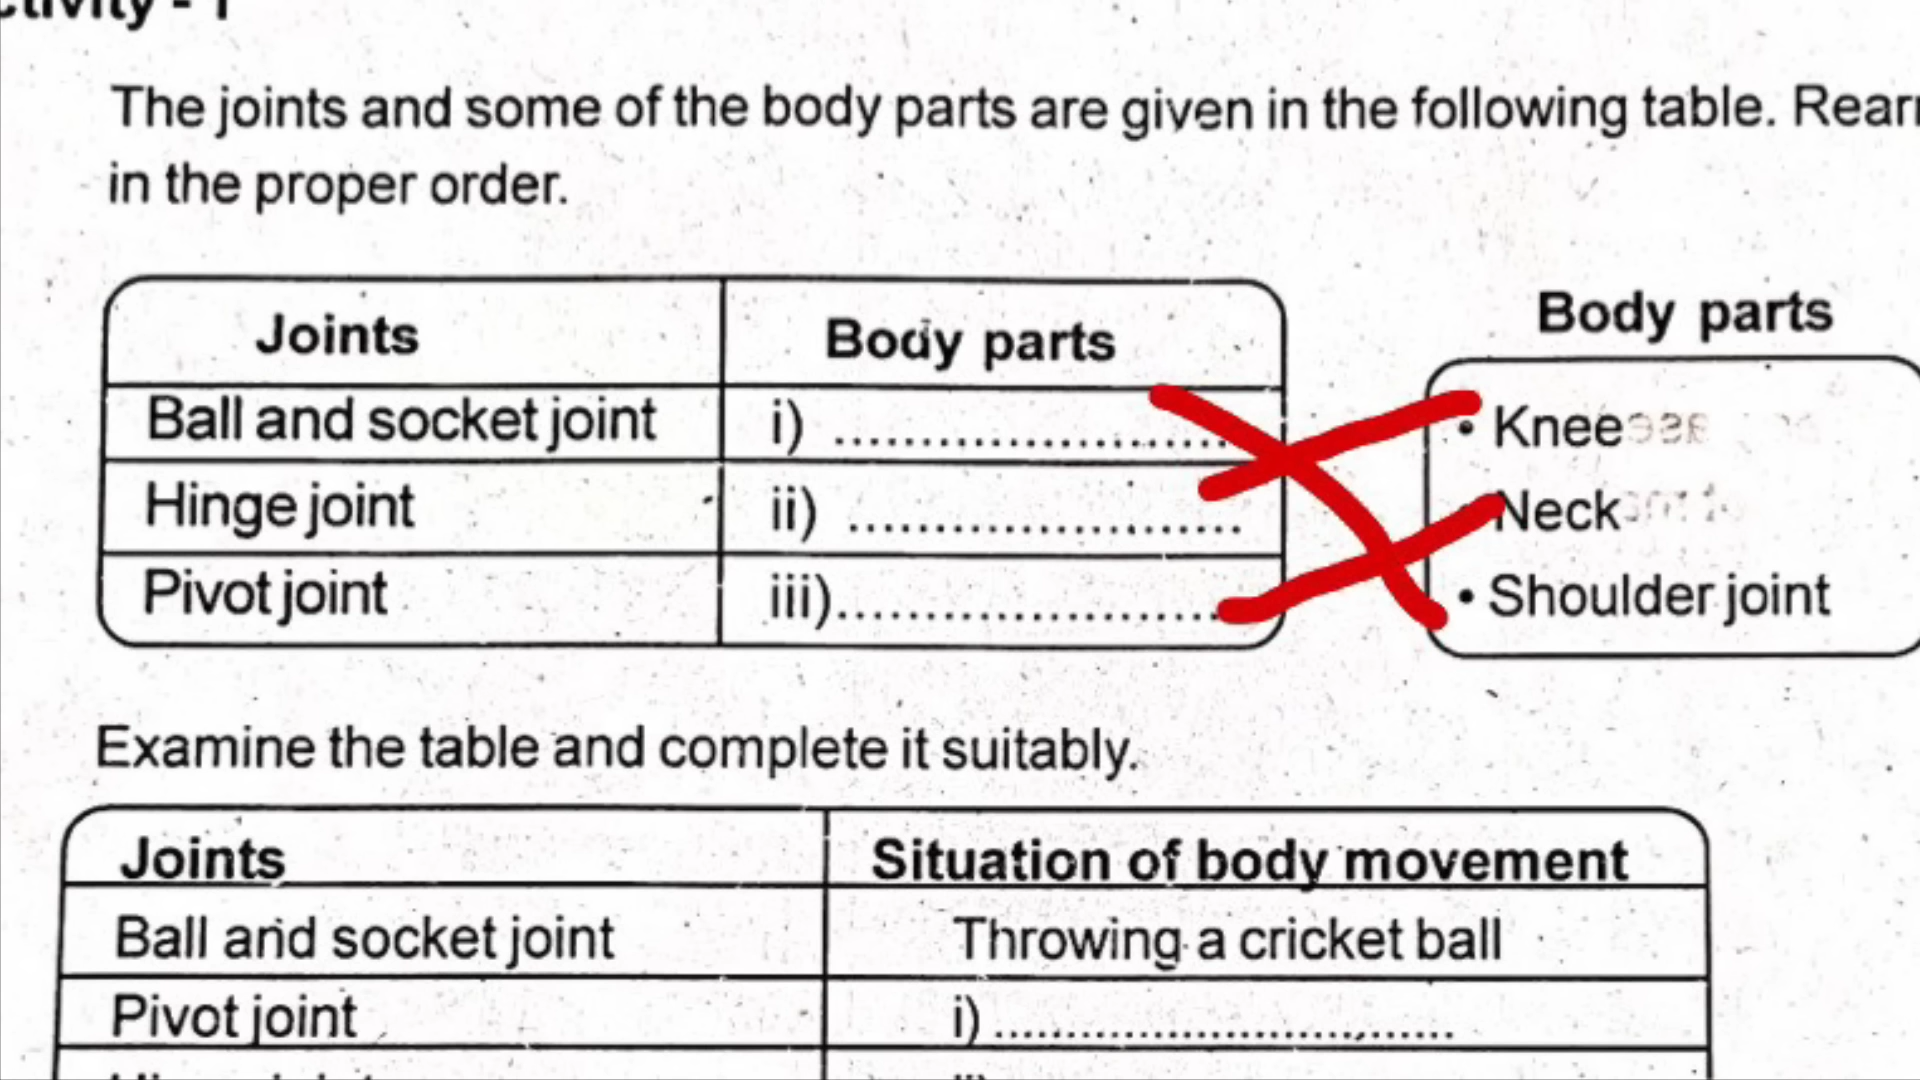 The joints and some of the body parts are given in the following table.
in the proper order.
Joints Body parts
Body parts
Ball and socket joint i) ........................
• Knee
Hinge joint ii) ........................
Neck
Pivot joint iii)........................
• Shoulder joint
Examine the table and complete it suitably.
Joints Situation of body movement
Ball and socket joint Throwing a cricket ball
Pivot joint i) ............................